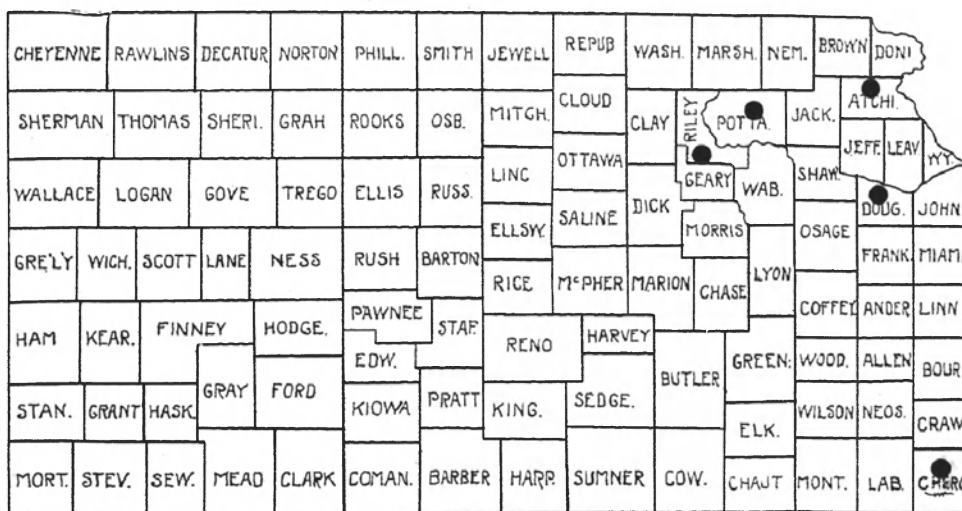 CHEYENNE RAWLINS DECATUR NORTON PHILL. SMITH JEWELL REPUB WASH. MARSH. NEM. BROWN DONI
SHERMAN THOMAS SHERI. GRAH ROOKS OSB. MITCH. CLOUD CLAY RILEY POTTA. JACK. ATCHI.
JEFF. LEAV WY.
WALLACE LOGAN GOVE TREGO ELLIS RUSS. LINC OTTAWA DICK GEARY WAB. SHAW. DOUG. JOHN.
ELLSW. SALINE MORRIS OSAGE
GRE'LY WICH. SCOTT LANE NESS RUSH BARTON RICE McPHER MARION CHASE LYON FRANK. MIAMI.
HAM KEAR. FINNEY HODGE. PAWNEE STAF. COFFEY ANDER LINN
EDW. RENO HARVEY BUTLER GREEN. WOOD. ALLEN BOUR
STAN. GRANT HASK. GRAY FORD KIOWA PRATT KING. SEDGE. ELK. WILSON NEOS. CRAW
MORT. STEV. SEW. MEAD CLARK COMAN. BARBER HARP. SUMNER COW. CHAUT MONT. LAB. CHERO